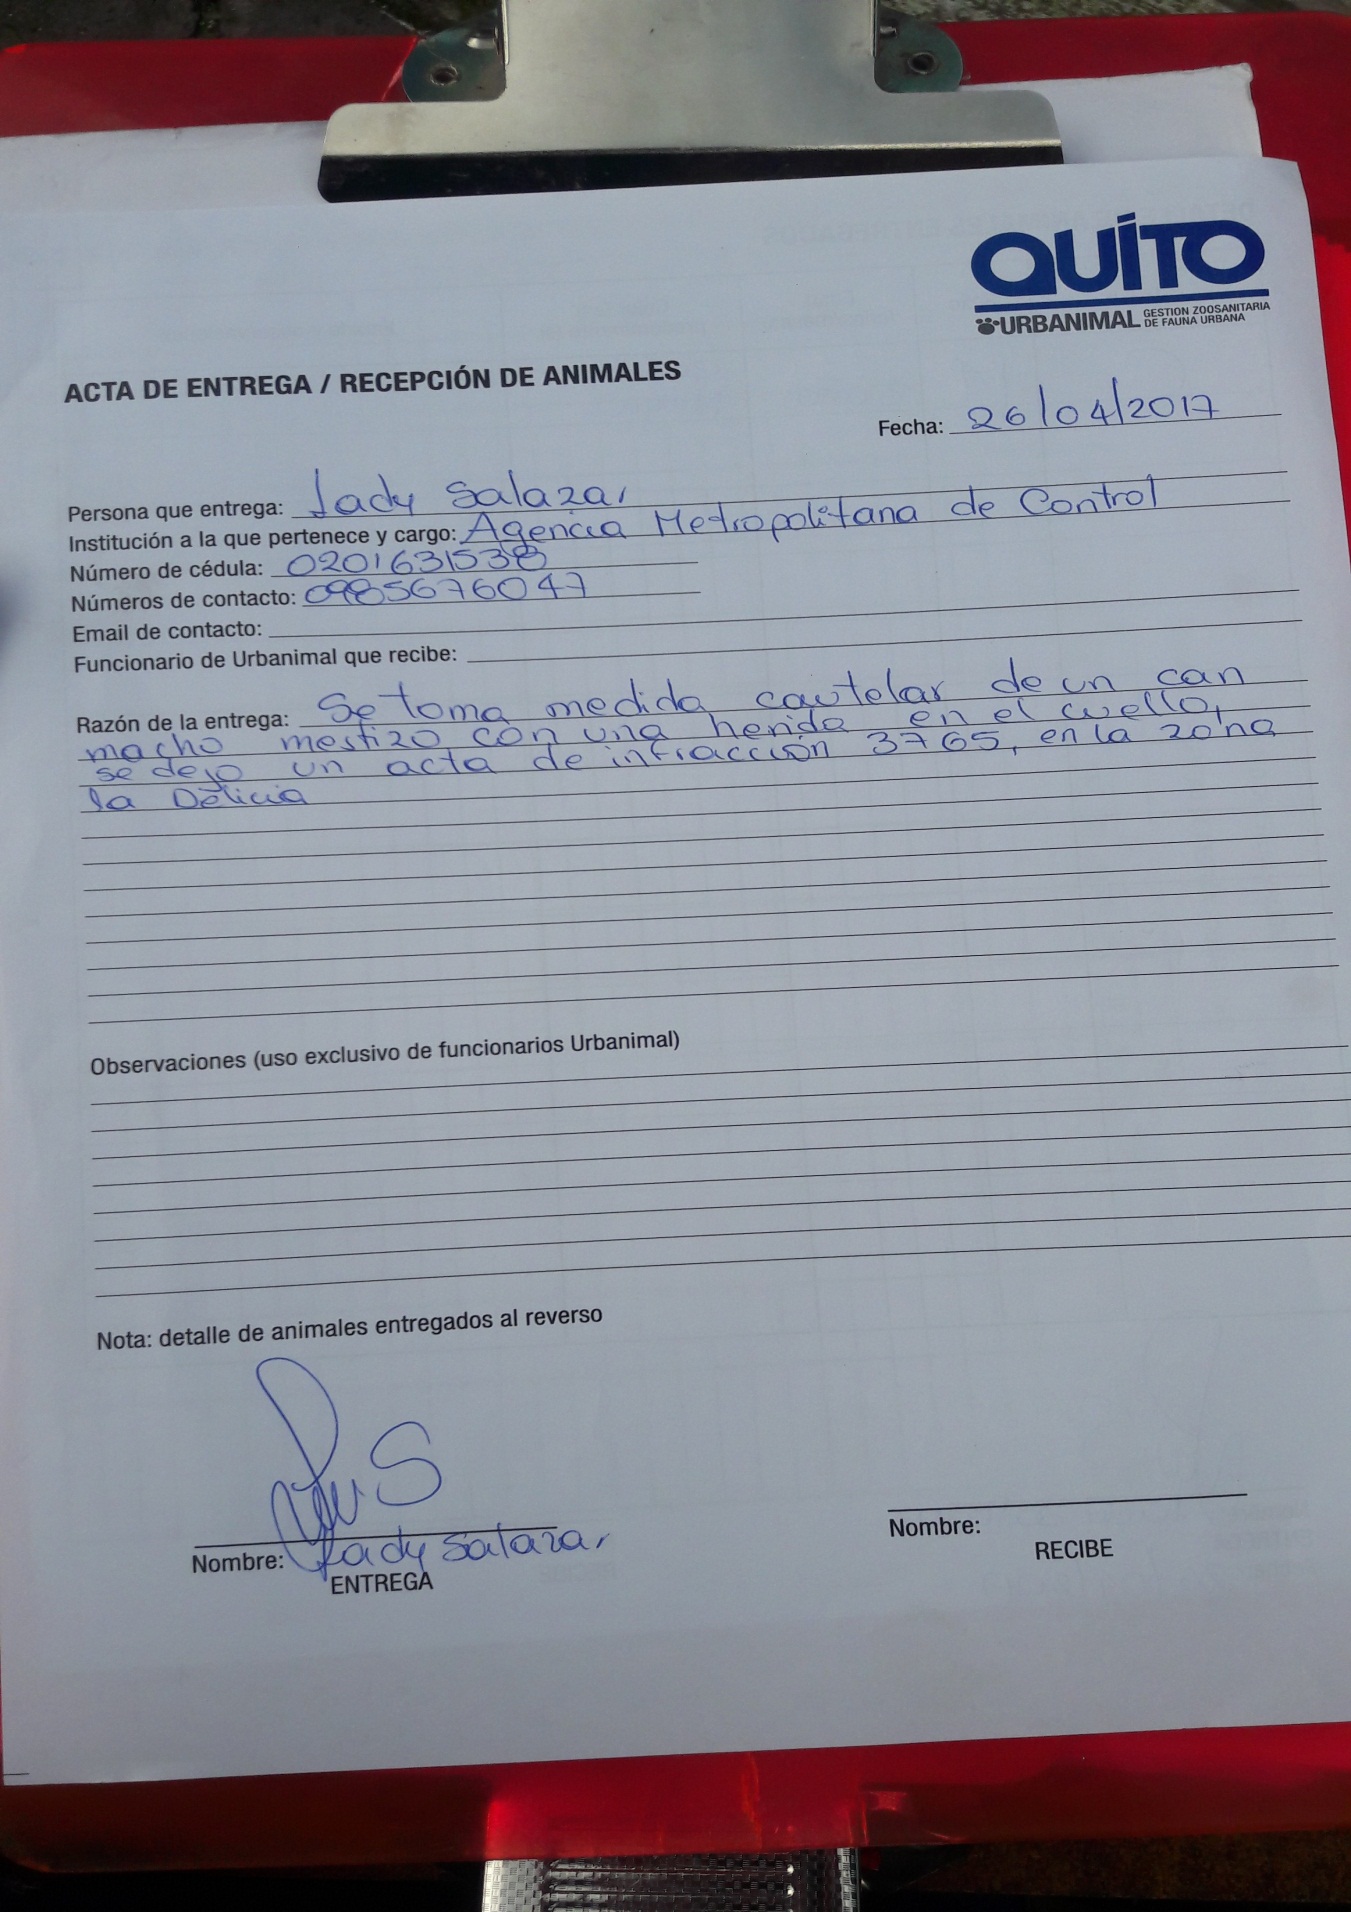 QUITO
URBANIMAL GESTION ZOOSANITARIA
DE FAUNA URBANA
ACTA DE ENTREGA / RECEPCIÓN DE ANIMALES
Fecha: 26/04/2017
Persona que entrega: Lady Salazar
Institución a la que pertenece y cargo: Agencia Metropolitana de Control
Número de cédula: 0201631538
Números de contacto: 0985676047
Email de contacto:
Funcionario de Urbanimal que recibe:
Razón de la entrega: Se toma medida cautelar de un can
macho mestizo con una herida en el cuello,
se dejo un acta de infracción 3765, en la zona
la Delicia
Observaciones (uso exclusivo de funcionarios Urbanimal)
Nota: detalle de animales entregados al reverso
Nombre: Lady Salazar
ENTREGA
Nombre:
RECIBE